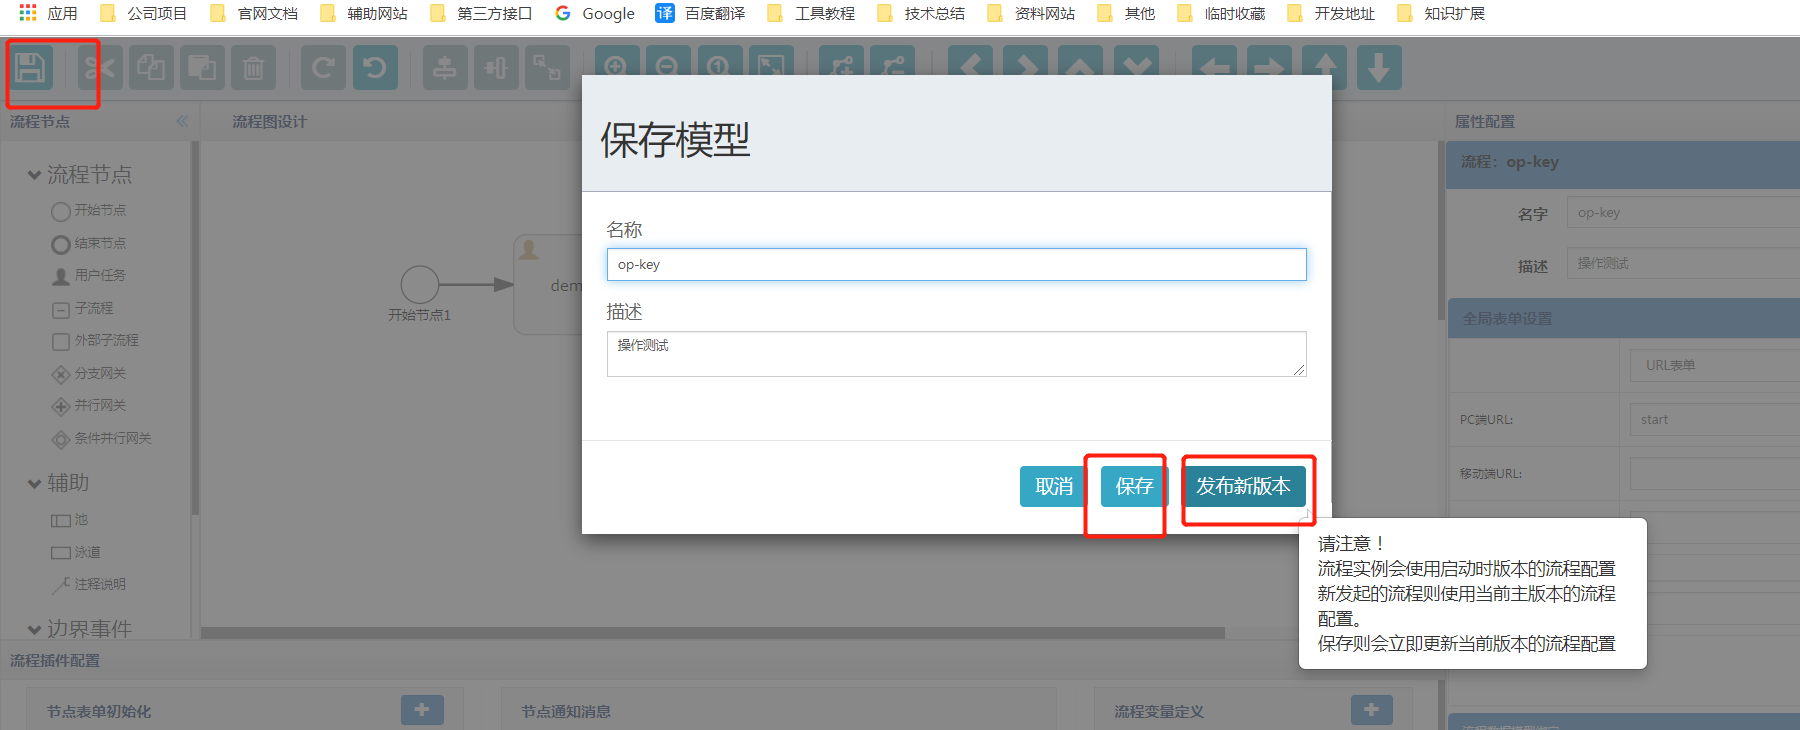 应用
公司项目
官网文档
辅助网站
第三方接口
Google
译 百度翻译
工具教程
技术总结
资料网站
其他
临时收藏
开发地址
知识扩展
流程节点
流程图设计
属性配置
流程节点
开始节点
结束节点
用户任务
子流程
外部子流程
分支网关
并行网关
条件并行网关
辅助
池
泳道
注释说明
边界事件
开始节点1
dem
保存模型
名称
op-key
描述
操作测试
取消
保存
发布新版本
请注意！
流程实例会使用启动时版本的流程配置
新发起的流程则使用当前主版本的流程
配置。
保存则会立即更新当前版本的流程配置
流程：op-key
名字
op-key
描述
操作测试
全局表单设置
URL表单
PC端URL:
start
移动端URL:
流程插件配置
节点表单初始化
节点通知消息
流程变量定义